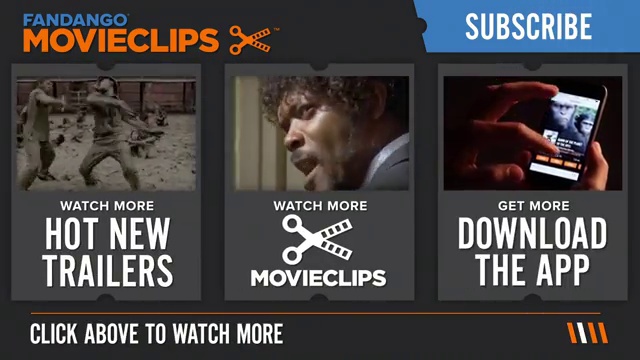 FANDANGO
MOVIECLIPS™
SUBSCRIBE
WATCH MORE
HOT NEW
TRAILERS
WATCH MORE
MOVIECLIPS
GET MORE
DOWNLOAD
THE APP
CLICK ABOVE TO WATCH MORE